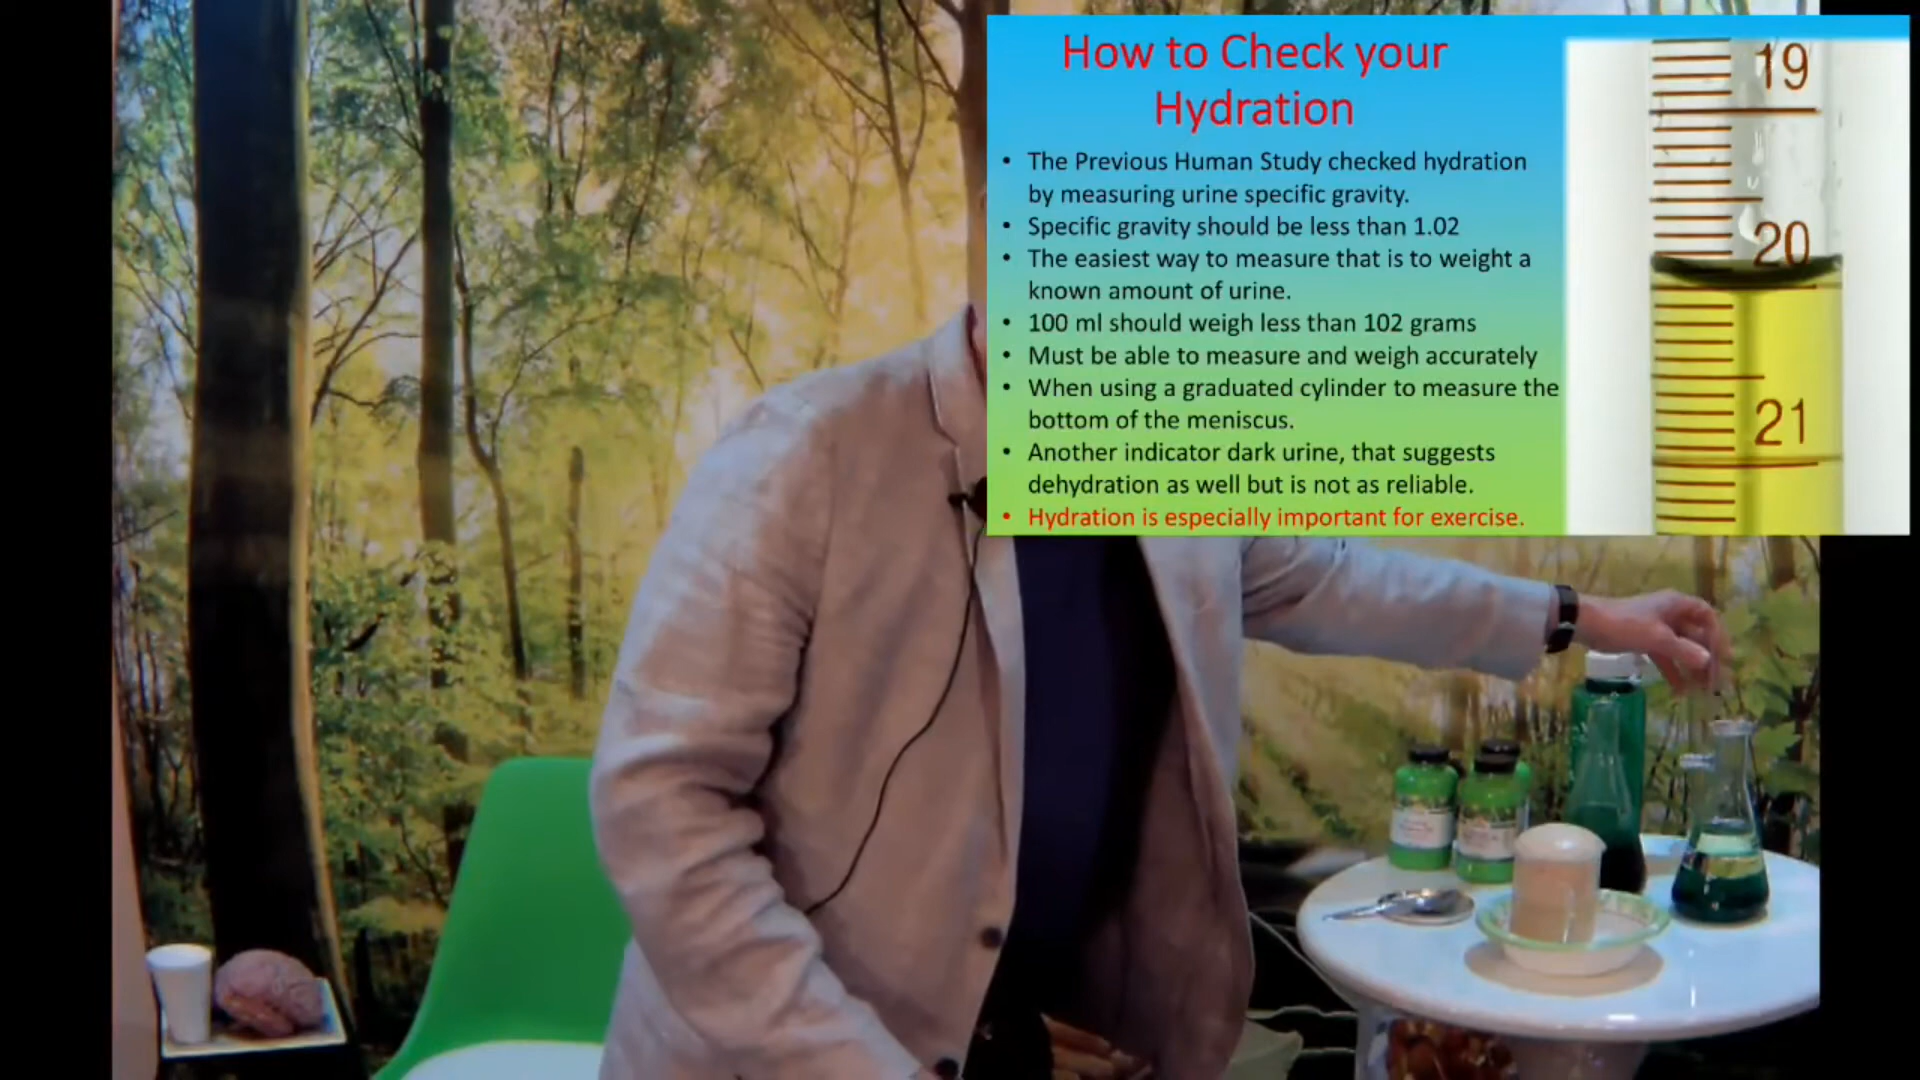 How to Check your
Hydration
• The Previous Human Study checked hydration
by measuring urine specific gravity.
• Specific gravity should be less than 1.02
• The easiest way to measure that is to weight a
known amount of urine.
• 100 ml should weigh less than 102 grams
• Must be able to measure and weigh accurately
• When using a graduated cylinder to measure the
bottom of the meniscus.
• Another indicator dark urine, that suggests
dehydration as well but is not as reliable.
• Hydration is especially important for exercise.
19
20
21